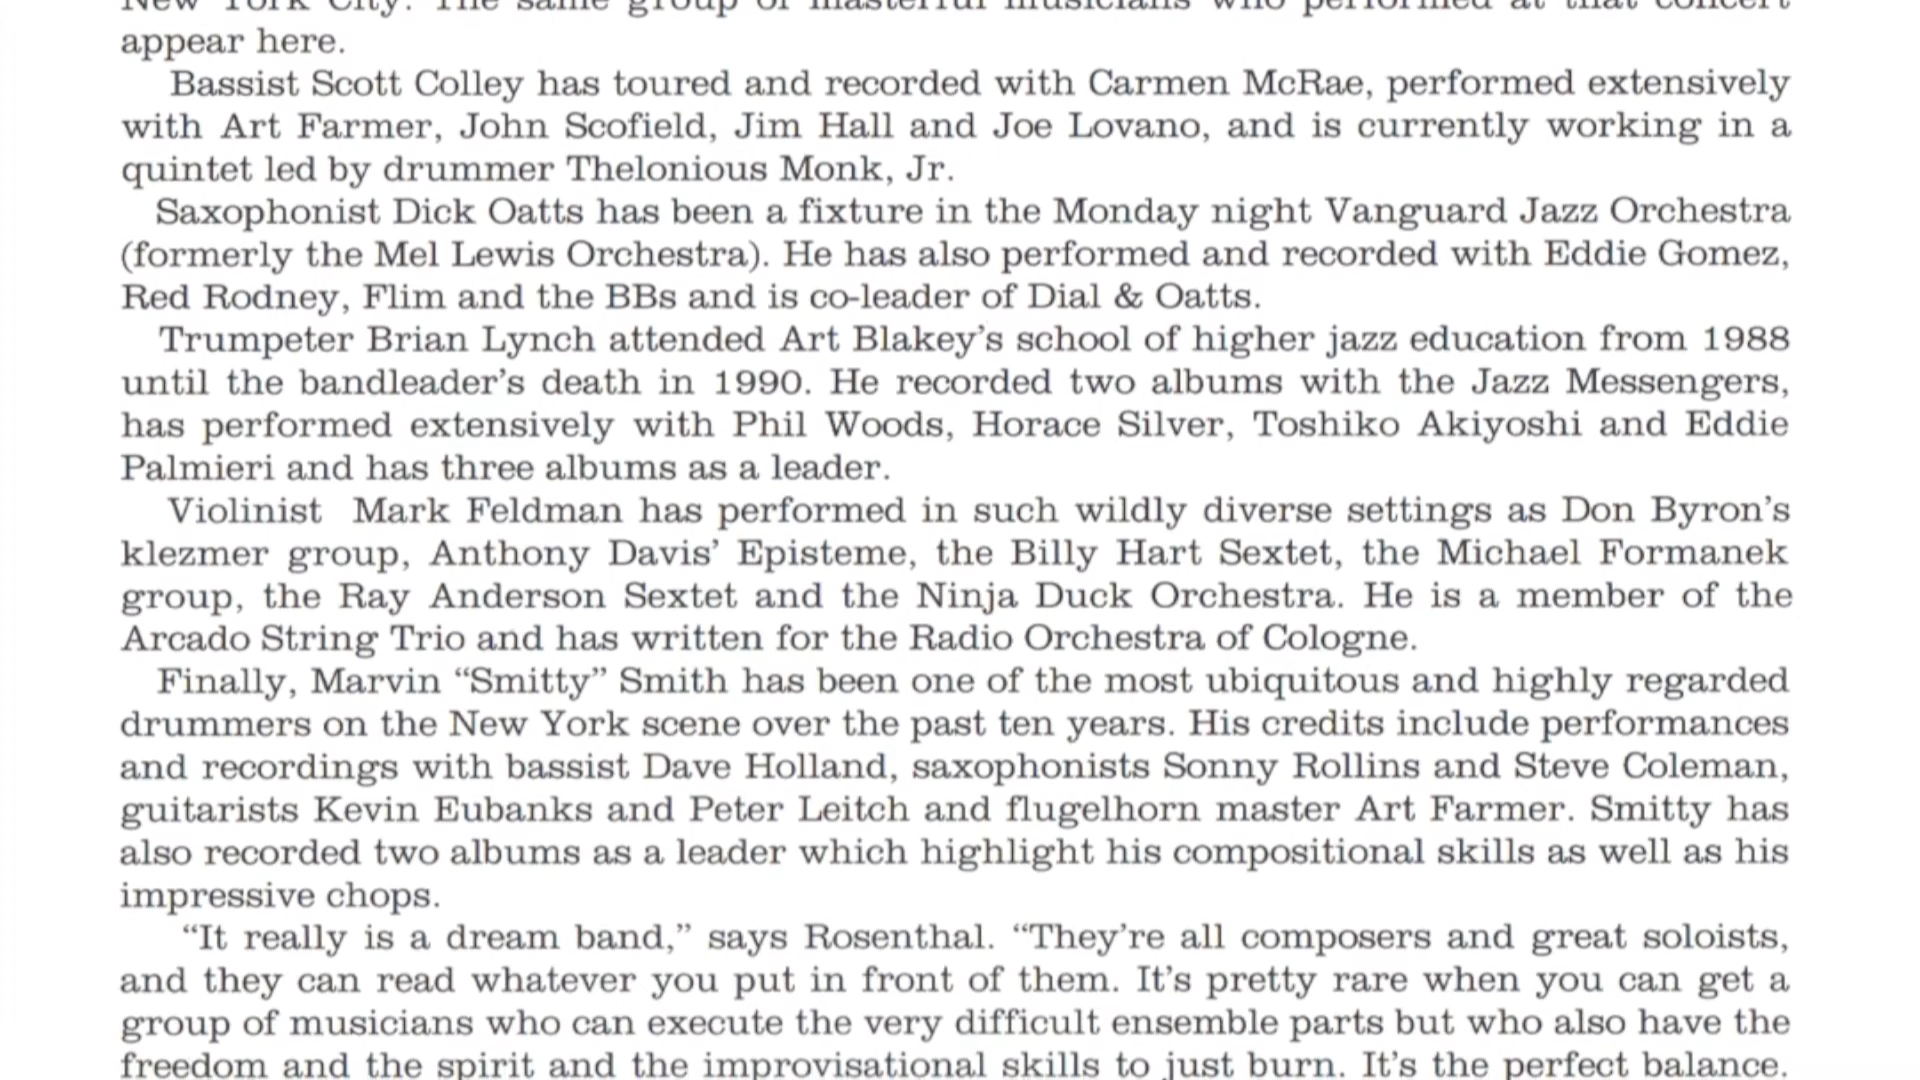 New York City. The same group of masterful musicians who performed at that concert
appear here.
Bassist Scott Colley has toured and recorded with Carmen McRae, performed extensively
with Art Farmer, John Scofield, Jim Hall and Joe Lovano, and is currently working in a
quintet led by drummer Thelonious Monk, Jr.
Saxophonist Dick Oatts has been a fixture in the Monday night Vanguard Jazz Orchestra
(formerly the Mel Lewis Orchestra). He has also performed and recorded with Eddie Gomez,
Red Rodney, Flim and the BBs and is co-leader of Dial & Oatts.
Trumpeter Brian Lynch attended Art Blakey's school of higher jazz education from 1988
until the bandleader's death in 1990. He recorded two albums with the Jazz Messengers,
has performed extensively with Phil Woods, Horace Silver, Toshiko Akiyoshi and Eddie
Palmieri and has three albums as a leader.
Violinist Mark Feldman has performed in such wildly diverse settings as Don Byron's
klezmer group, Anthony Davis' Episteme, the Billy Hart Sextet, the Michael Formanek
group, the Ray Anderson Sextet and the Ninja Duck Orchestra. He is a member of the
Arcado String Trio and has written for the Radio Orchestra of Cologne.
Finally, Marvin “Smitty” Smith has been one of the most ubiquitous and highly regarded
drummers on the New York scene over the past ten years. His credits include performances
and recordings with bassist Dave Holland, saxophonists Sonny Rollins and Steve Coleman,
guitarists Kevin Eubanks and Peter Leitch and flugelhorn master Art Farmer. Smitty has
also recorded two albums as a leader which highlight his compositional skills as well as his
impressive chops.
“It really is a dream band,” says Rosenthal. “They're all composers and great soloists,
and they can read whatever you put in front of them. It's pretty rare when you can get a
group of musicians who can execute the very difficult ensemble parts but who also have the
freedom and the spirit and the improvisational skills to just burn. It's the perfect balance.